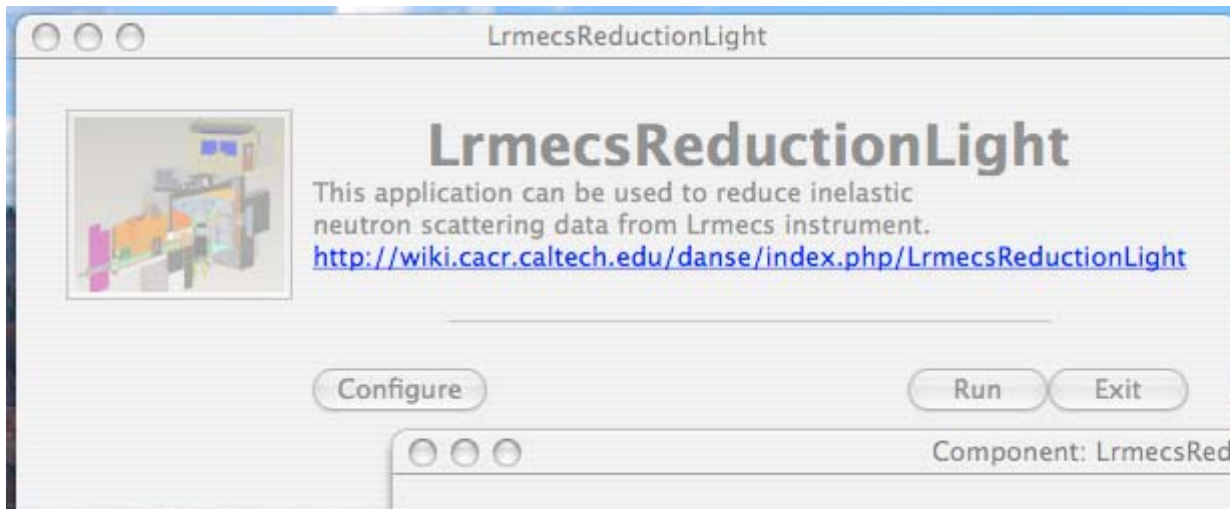 LrmecsReductionLight
LrmecsReductionLight
This application can be used to reduce inelastic
neutron scattering data from Lrmecs instrument.
http://wiki.cacr.caltech.edu/danse/index.php/LrmecsReductionLight
Configure
Run
Exit
Component: LrmecsRed